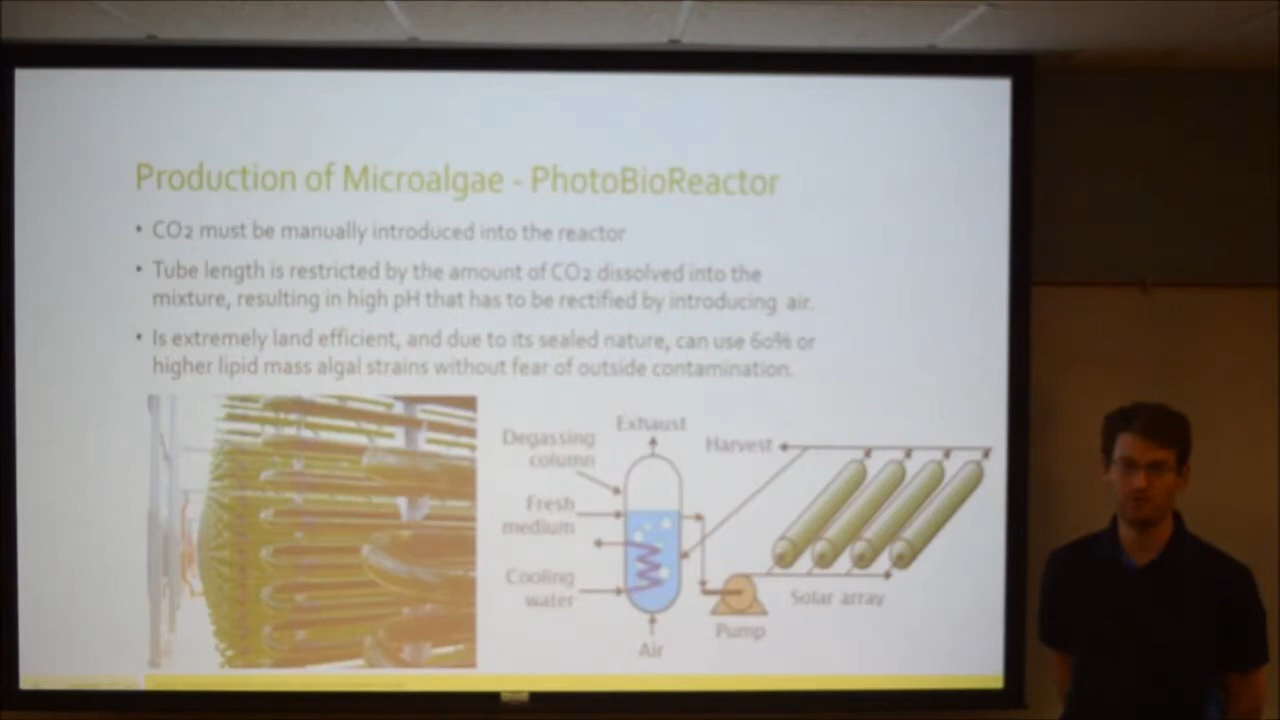 Production of Microalgae - PhotoBioReactor
• CO2 must be manually introduced into the reactor
• Tube length is restricted by the amount of CO2 dissolved into the
mixture, resulting in high pH that has to be rectified by introducing air.
• Is extremely land efficient, and due to its sealed nature, can use 60% or
higher lipid mass algal strains without fear of outside contamination.
Exhaust
Degassing
column
Harvest
Fresh
medium
Cooling
water
Solar array
Pump
Air